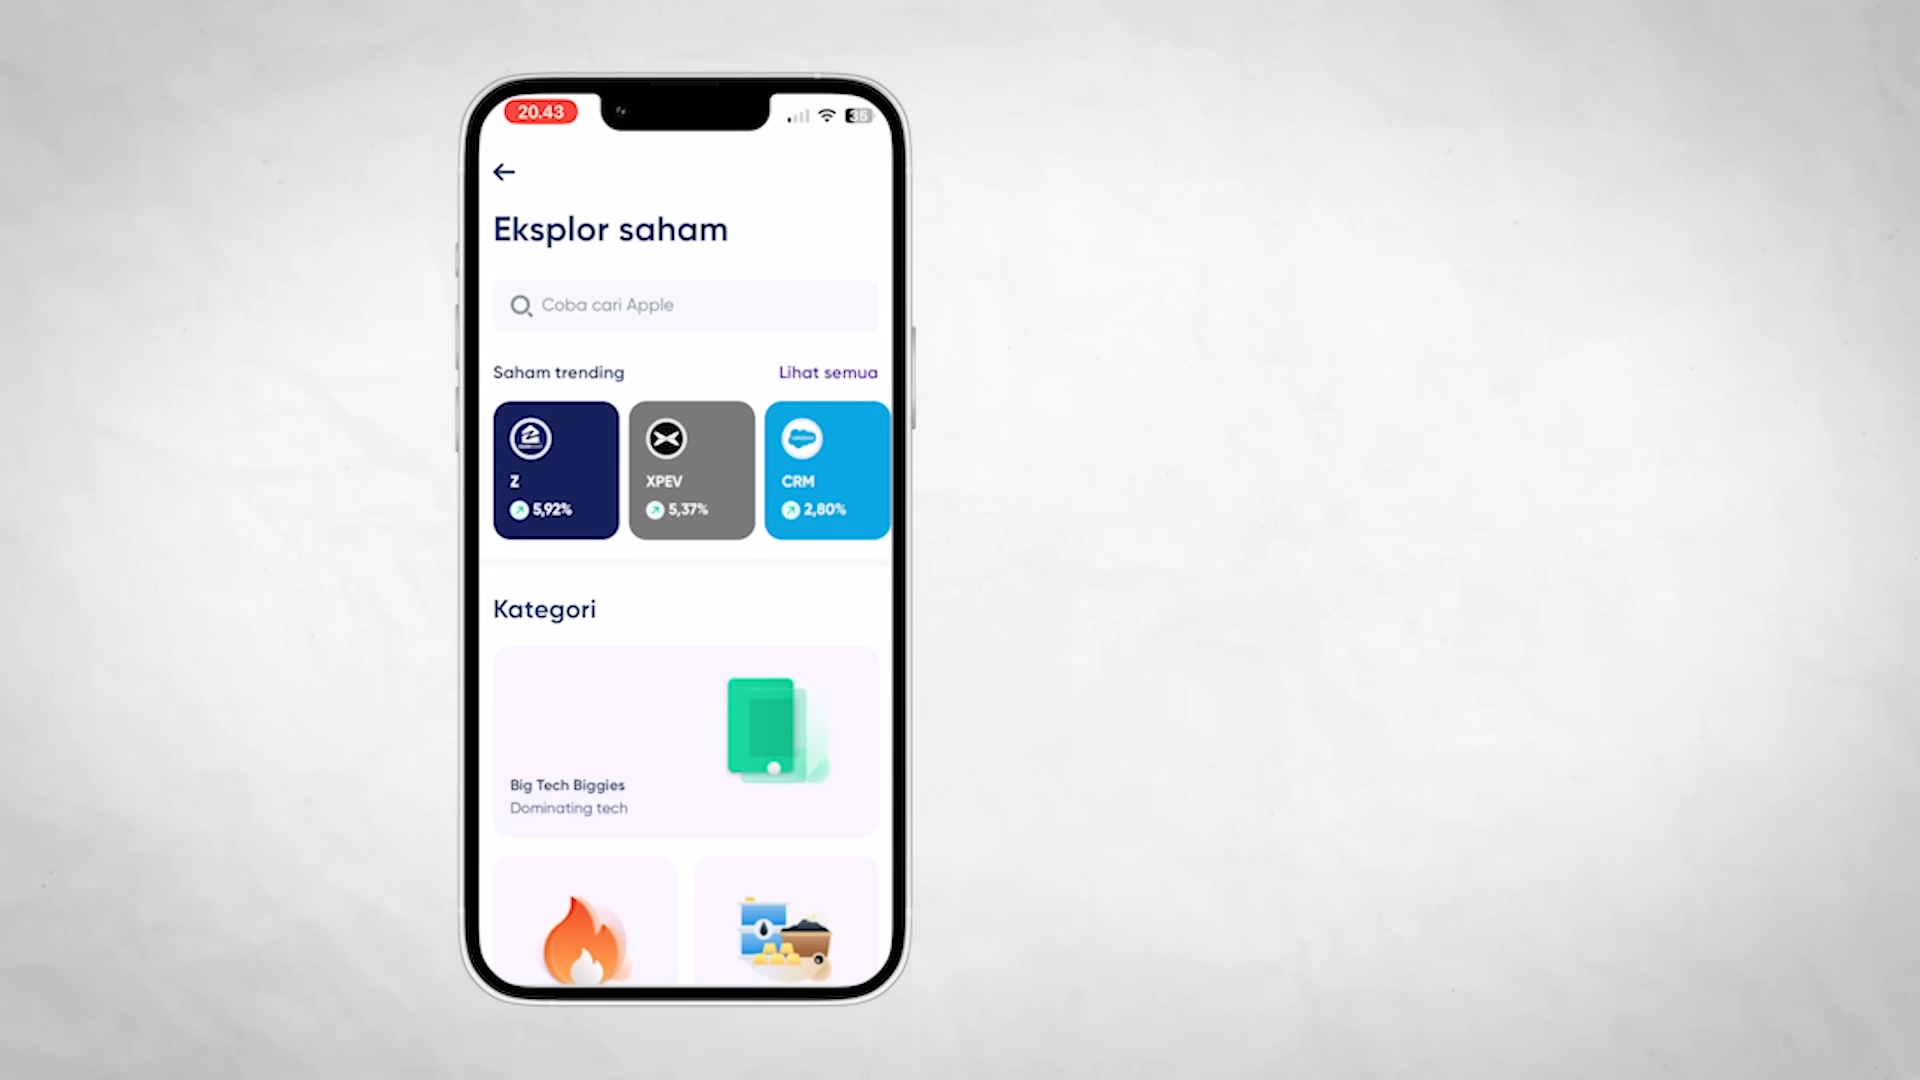 20.43
35
Eksplor saham
Coba cari Apple
Saham trending
Lihat semua
Z
5,92%
XPEV
5,37%
CRM
2,80%
Kategori
Big Tech Biggies
Dominating tech